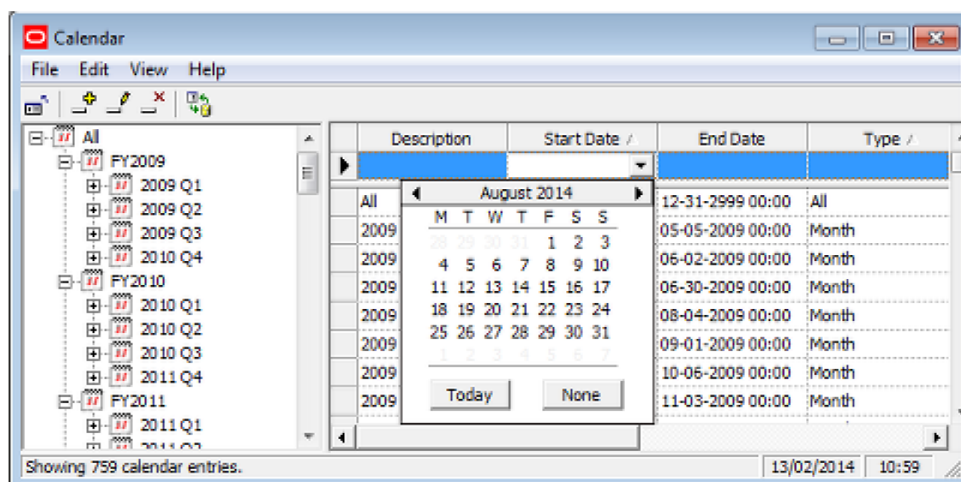 Calendar
File Edit View Help
All
FY2009
2009 Q1
2009 Q2
2009 Q3
2010 Q4
FY2010
2010 Q1
2010 Q2
2010 Q3
2011 Q4
FY2011
2011 Q1
Description Start Date End Date Type
All 12-31-2999 00:00 All
2009 05-05-2009 00:00 Month
2009 06-02-2009 00:00 Month
2009 06-30-2009 00:00 Month
2009 08-04-2009 00:00 Month
2009 09-01-2009 00:00 Month
2009 10-06-2009 00:00 Month
2009 11-03-2009 00:00 Month
August 2014
M T W T F S S
28 29 30 31 1 2 3
4 5 6 7 8 9 10
11 12 13 14 15 16 17
18 19 20 21 22 23 24
25 26 27 28 29 30 31
1 2 3 4 5 6 7
Today None
Showing 759 calendar entries. 13/02/2014 10:59